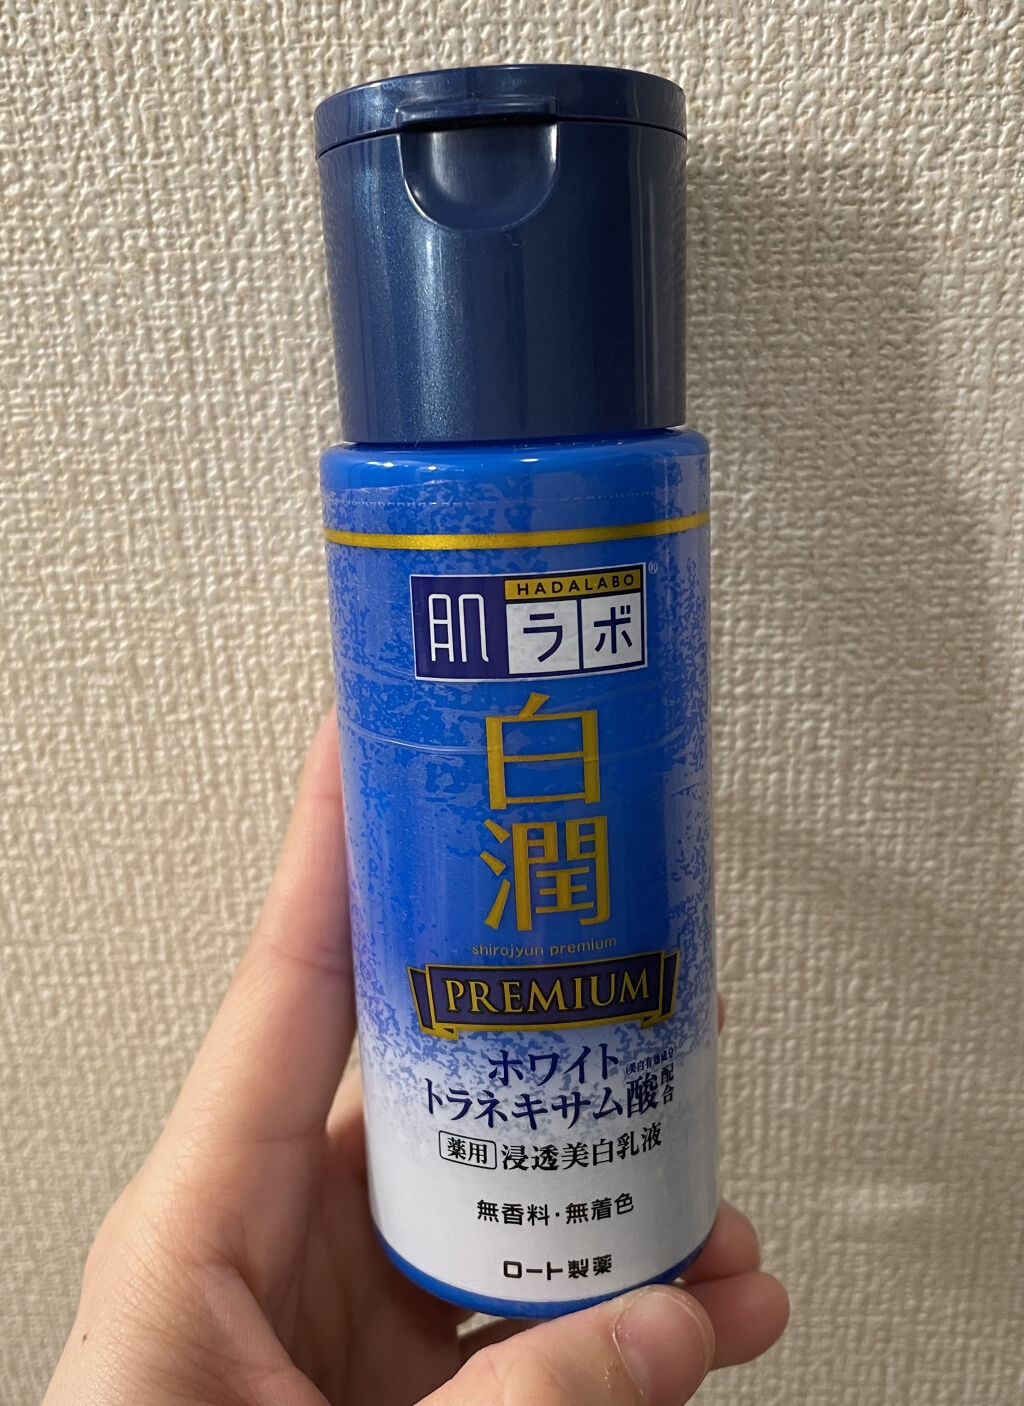 HADALABO
肌ラボ®
白潤
shirojyun premium
PREMIUM
ホワイト
トラネキサム酸(美白有効成分)配合
薬用 浸透美白乳液
無香料・無着色
ロート製薬